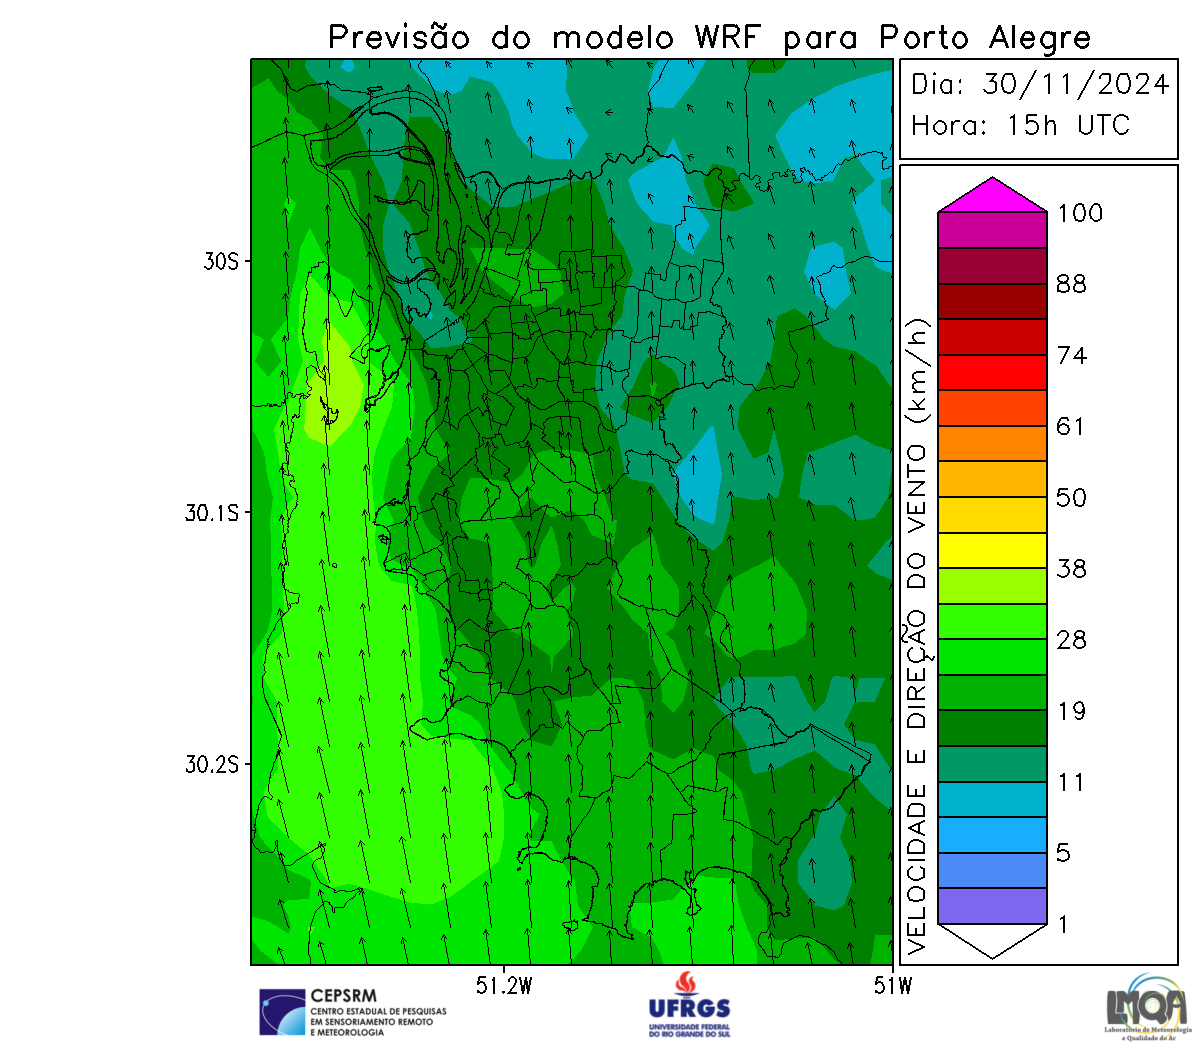 Previsão do modelo WRF para Porto Alegre
Dia: 30/11/2024
Hora: 15h UTC
30S
30.1S
30.2S
51.2W
51W
VELOCIDADE E DIREÇÃO DO VENTO (km/h)
100
88
74
61
50
38
28
19
11
5
1
CEPSRM
CENTRO ESTADUAL DE PESQUISAS
EM SENSORIAMENTO REMOTO
E METEOROLOGIA
UFRGS
UNIVERSIDADE FEDERAL
DO RIO GRANDE DO SUL
LMQA
Laboratório de Meteorologia
e Qualidade do Ar